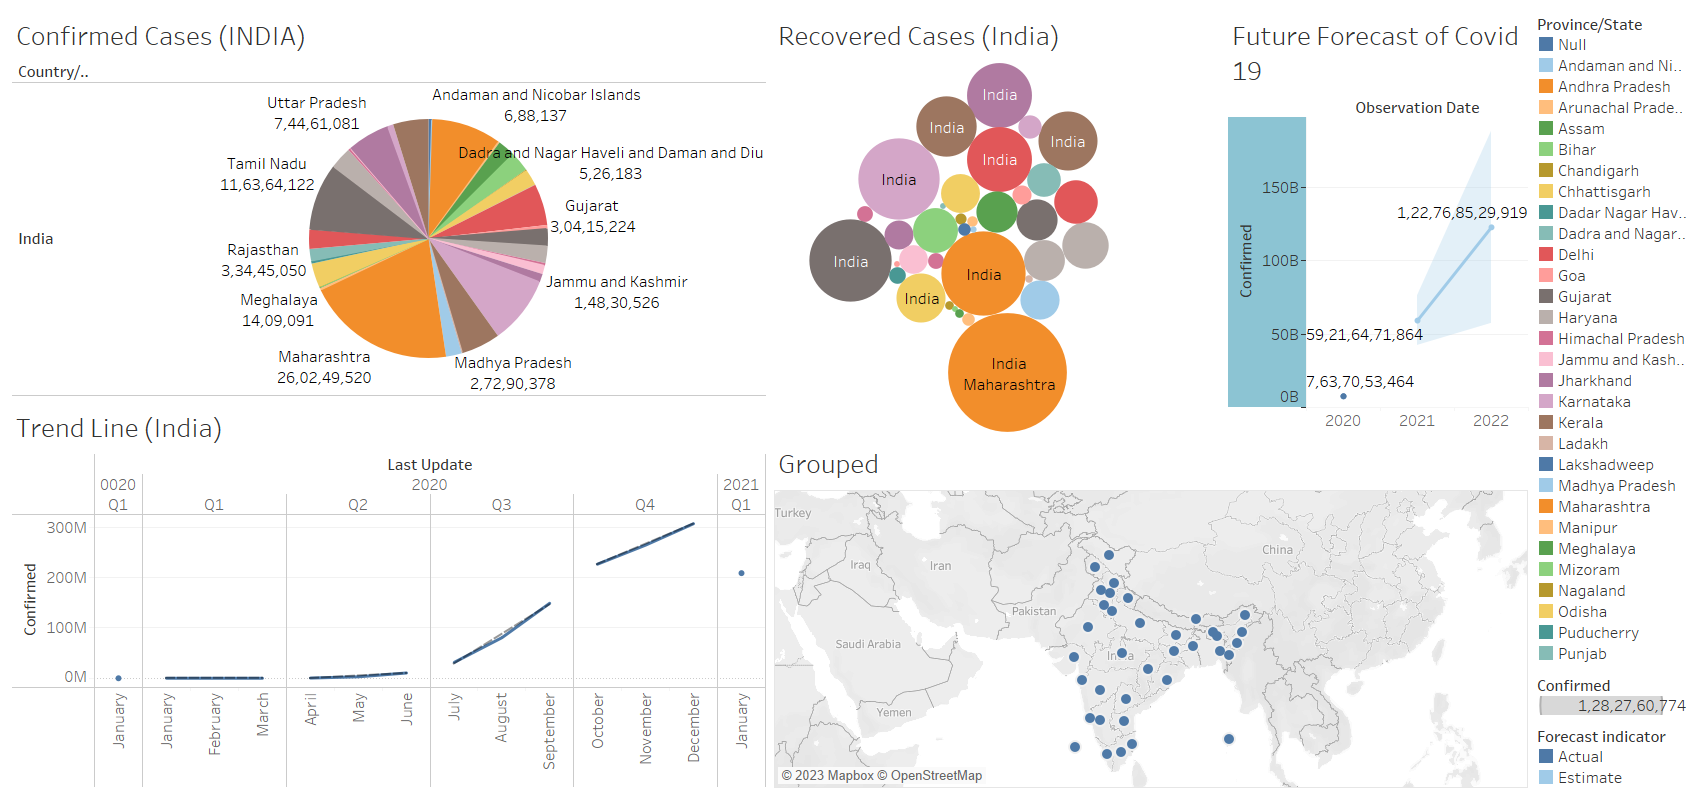 Confirmed Cases (INDIA)
Country/..
India
Andaman and Nicobar Islands
6,88,137
Uttar Pradesh
7,44,61,081
Dadra and Nagar Haveli and Daman and Diu
5,26,183
Tamil Nadu
11,63,64,122
Gujarat
3,04,15,224
Rajasthan
3,34,45,050
Jammu and Kashmir
1,48,30,526
Meghalaya
14,09,091
Maharashtra
26,02,49,520
Madhya Pradesh
2,72,90,378
Recovered Cases (India)
India
India
India
India
India
India
India
India
India
Maharashtra
Future Forecast of Covid
19
Observation Date
Confirmed
150B
100B
50B
0B
1,22,76,85,29,919
59,21,64,71,864
7,63,70,53,464
2020
2021
2022
Province/State
Null
Andaman and Ni..
Andhra Pradesh
Arunachal Prade..
Assam
Bihar
Chandigarh
Chhattisgarh
Dadar Nagar Hav..
Dadra and Nagar..
Delhi
Goa
Gujarat
Haryana
Himachal Pradesh
Jammu and Kash..
Jharkhand
Karnataka
Kerala
Ladakh
Lakshadweep
Madhya Pradesh
Maharashtra
Manipur
Meghalaya
Mizoram
Nagaland
Odisha
Puducherry
Punjab
Confirmed
1,28,27,60,774
Forecast indicator
Actual
Estimate
Trend Line (India)
Last Update
0020
2020
2021
Q1
Q1
Q2
Q3
Q4
Q1
Confirmed
300M
200M
100M
0M
January
January
February
March
April
May
June
July
August
September
October
November
December
January
Grouped
Turkey
Iraq
Iran
China
Pakistan
Saudi Arabia
India
Yemen
© 2023 Mapbox © OpenStreetMap